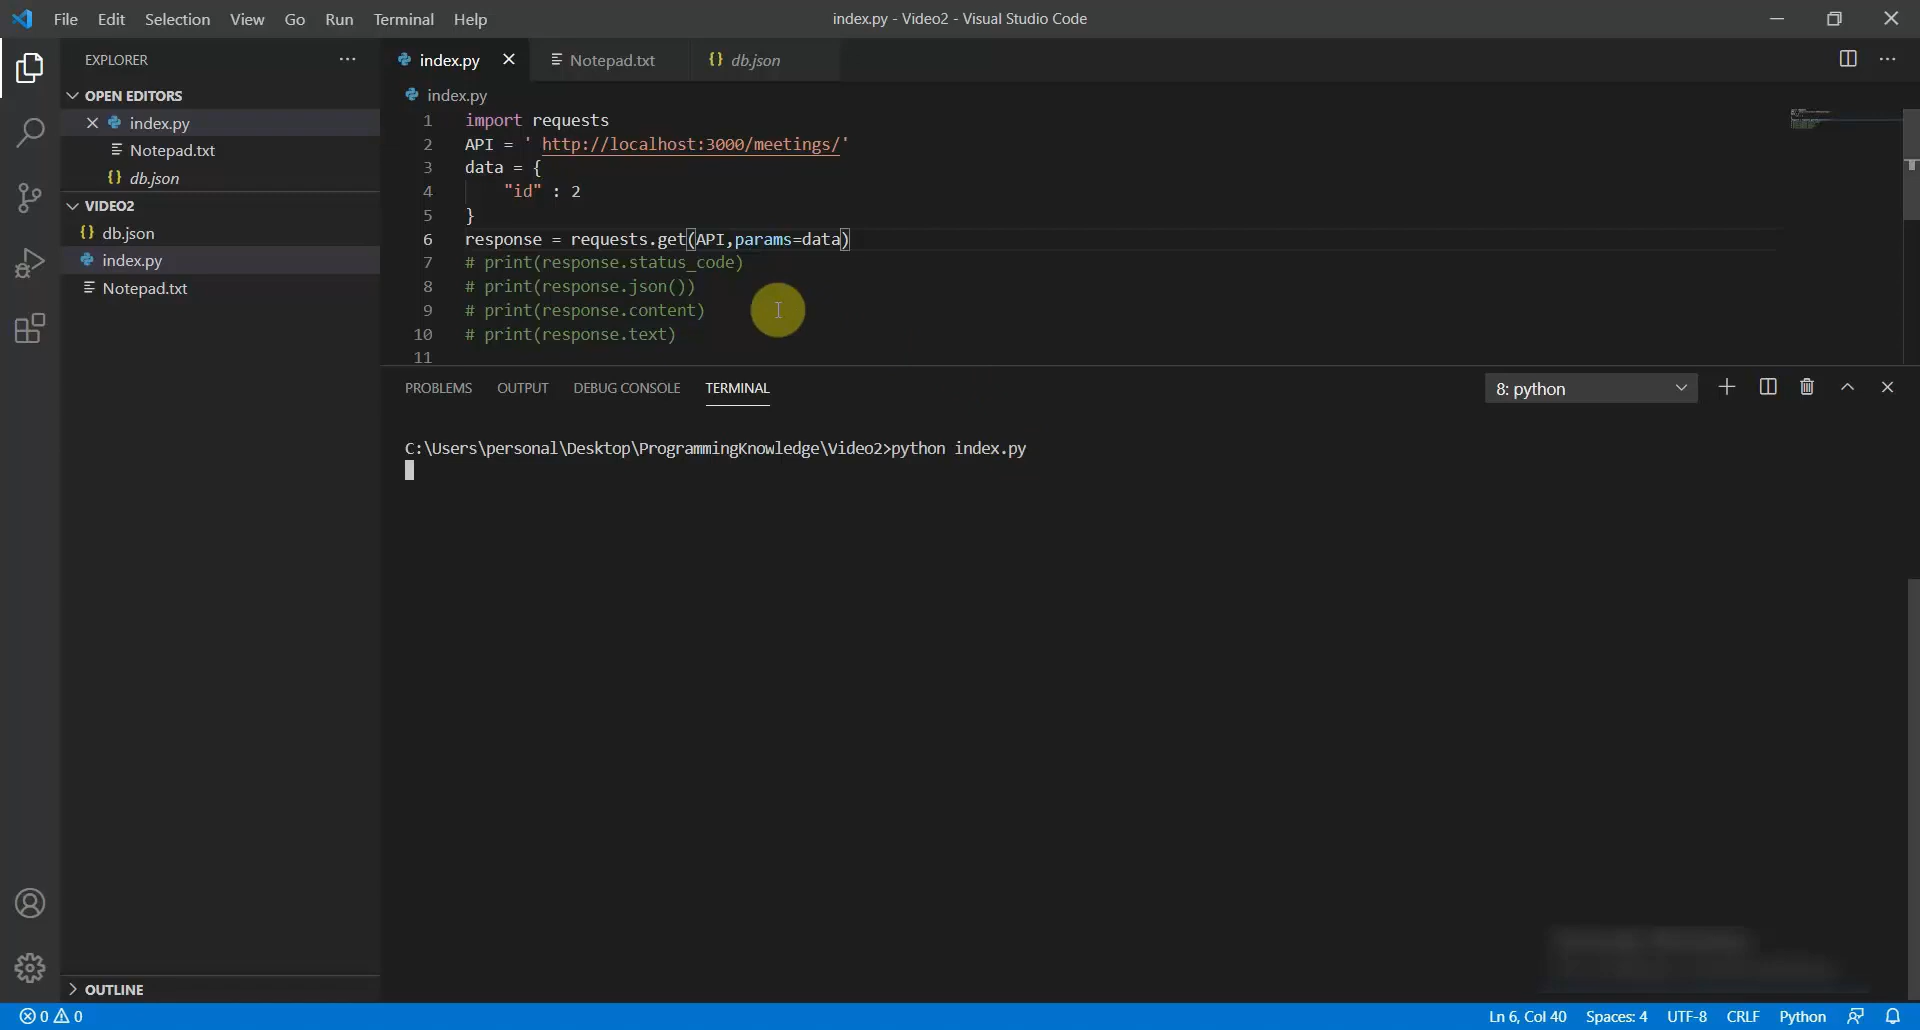 File Edit Selection View Go Run Terminal Help
index.py - Video2 - Visual Studio Code
EXPLORER
OPEN EDITORS
index.py
Notepad.txt
db.json
VIDEO2
db.json
index.py
Notepad.txt
OUTLINE
index.py Notepad.txt db.json
index.py
1 import requests
2 API = ' http://localhost:3000/meetings/'
3 data = {
4 "id" : 2
5 }
6 response = requests.get(API,params=data)
7 # print(response.status_code)
8 # print(response.json())
9 # print(response.content)
10 # print(response.text)
11
PROBLEMS OUTPUT DEBUG CONSOLE TERMINAL
8: python
C:\Users\personal\Desktop\ProgrammingKnowledge\Video2>python index.py
0 0
Ln 6, Col 40 Spaces: 4 UTF-8 CRLF Python